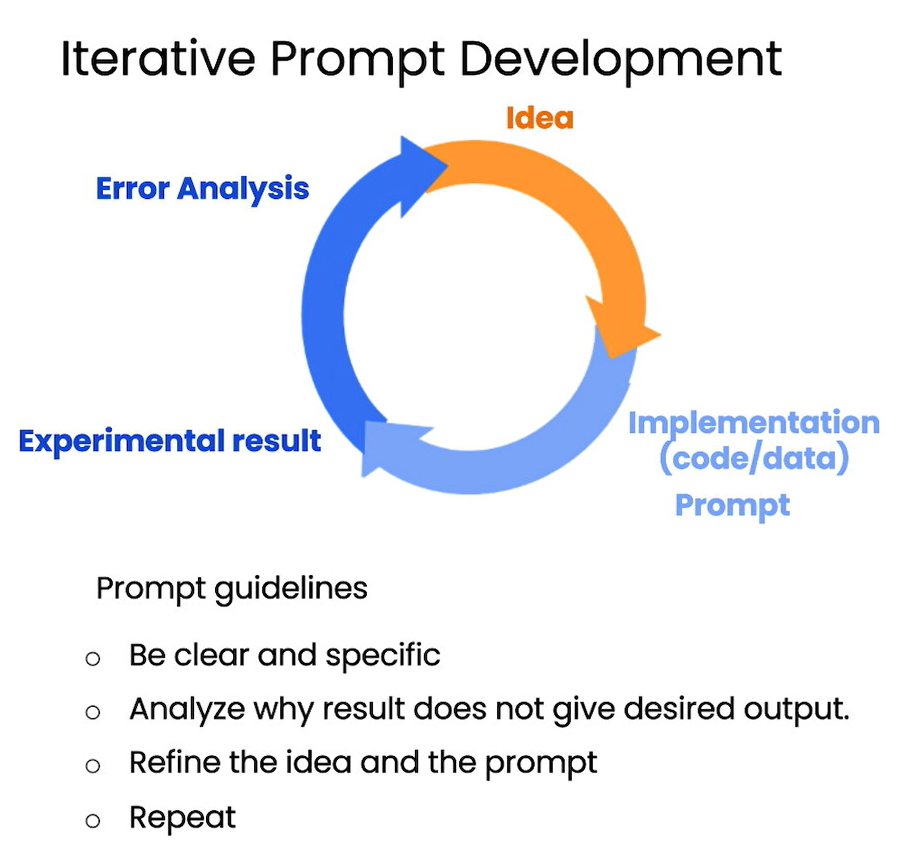 Iterative Prompt Development
Idea
Error Analysis
Implementation
(code/data)
Prompt
Experimental result
Prompt guidelines
o Be clear and specific
o Analyze why result does not give desired output.
o Refine the idea and the prompt
o Repeat